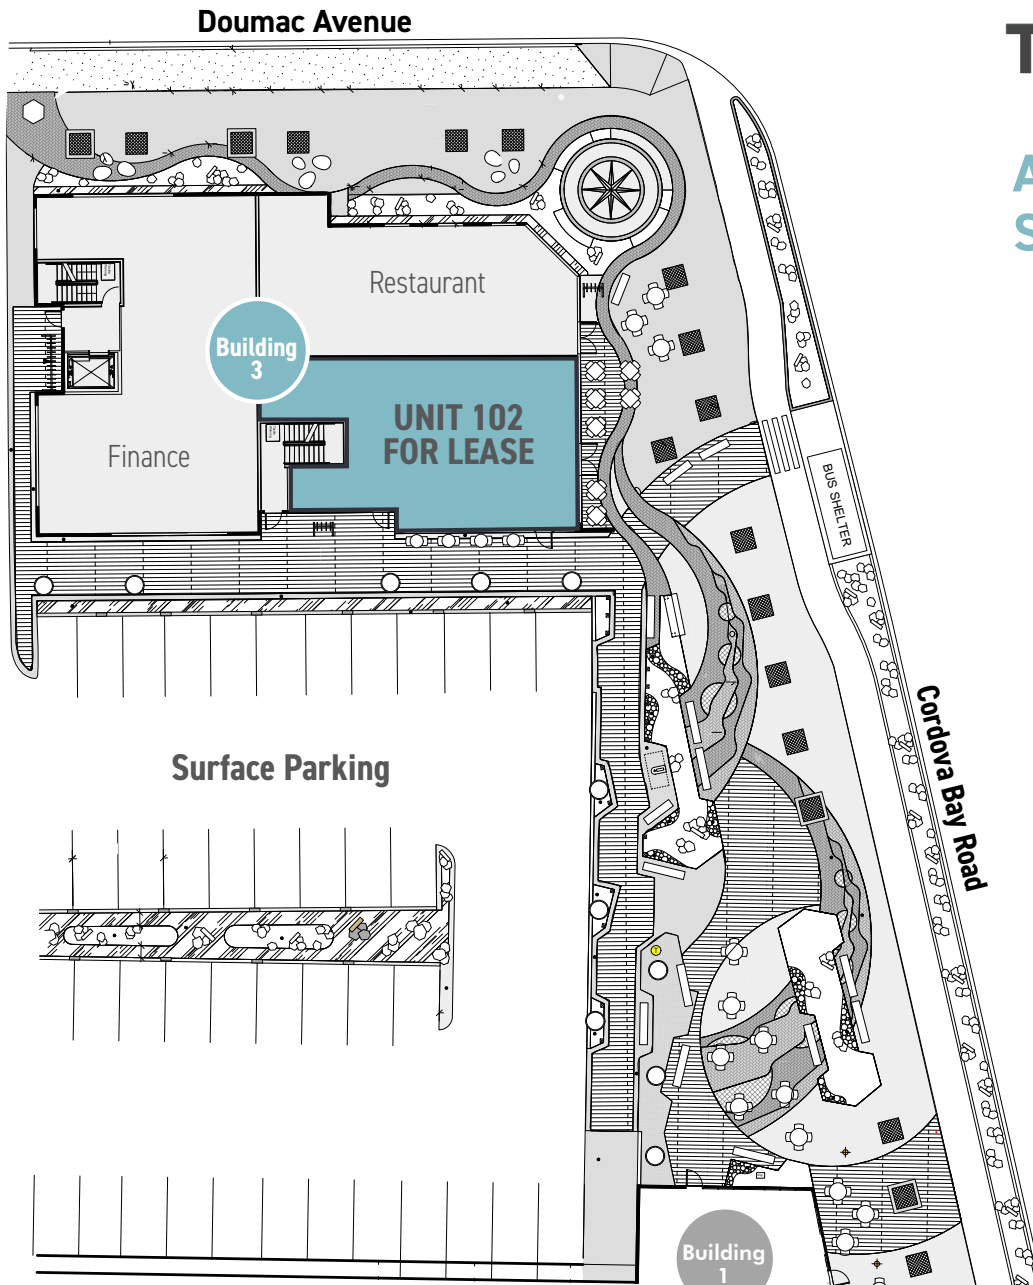 Doumac Avenue
T
A
S
Restaurant
Building
3
UNIT 102
FOR LEASE
Finance
BUS SHELTER
Cordova Bay Road
Surface Parking
Building
1